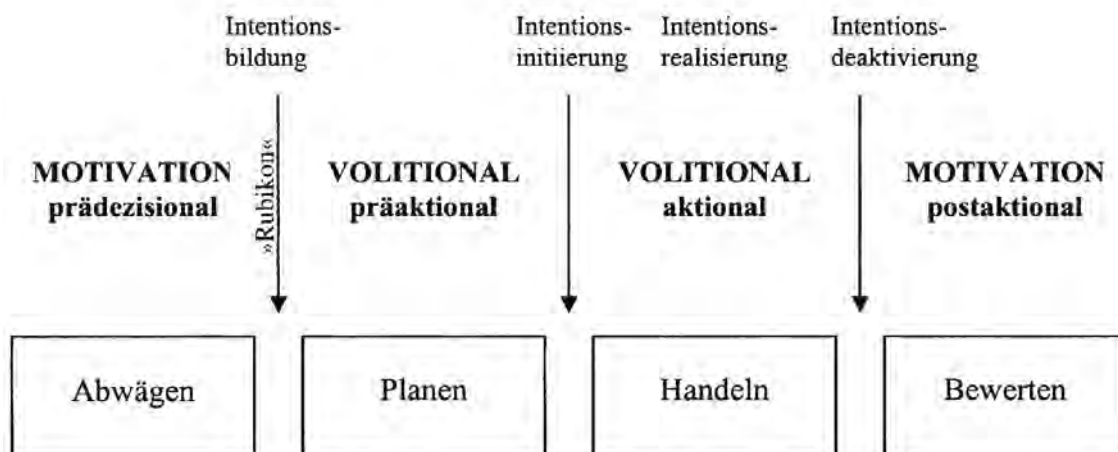 Intentions-
bildung
Intentions-
initiierung
Intentions-
realisierung
Intentions-
deaktivierung
MOTIVATION
prädezisional
»Rubikon«
VOLITIONAL
präaktional
VOLITIONAL
aktional
MOTIVATION
postaktional
Abwägen
Planen
Handeln
Bewerten